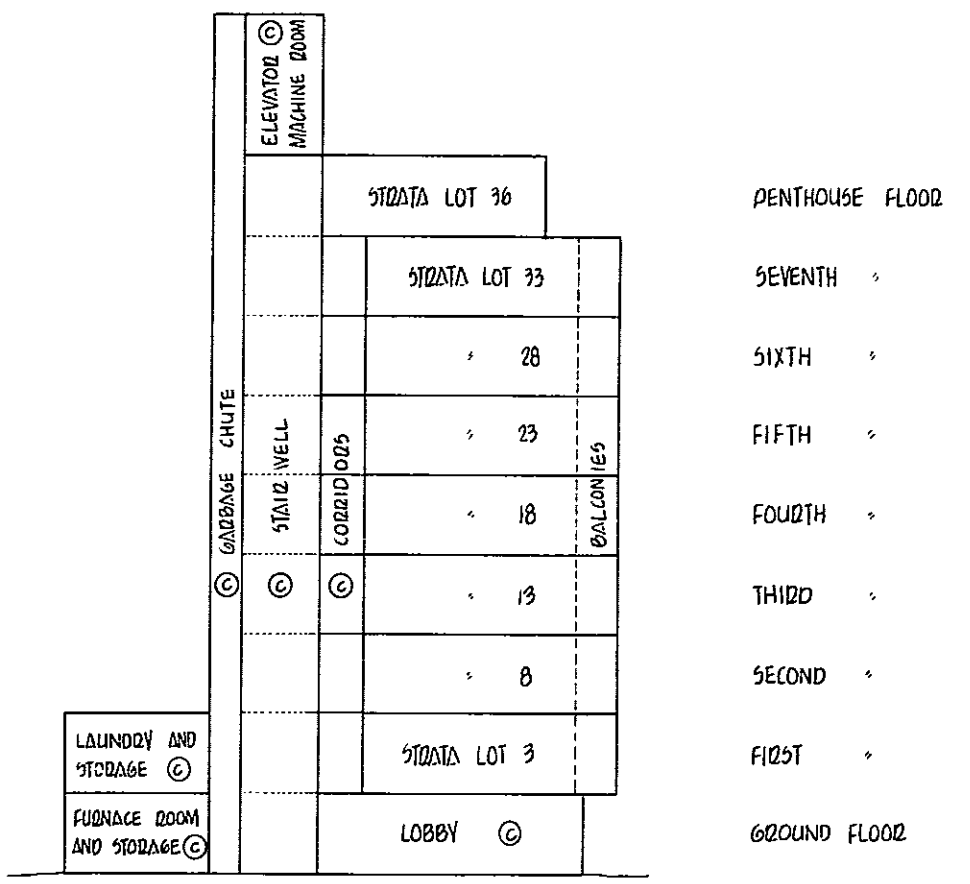 ELEVATOR Ⓒ
MACHINE ROOM
STRATA LOT 36
PENTHOUSE FLOOR
STRATA LOT 33
SEVENTH "
" 28
SIXTH "
" 23
FIFTH "
" 18
FOURTH "
" 13
THIRD "
" 8
SECOND "
STRATA LOT 3
FIRST "
Ⓒ GARBAGE CHUTE
Ⓒ STAIR WELL
Ⓒ CORRIDORS
BALCONIES
LAUNDRY AND
STORAGE Ⓒ
FURNACE ROOM
AND STORAGE Ⓒ
LOBBY Ⓒ
GROUND FLOOR